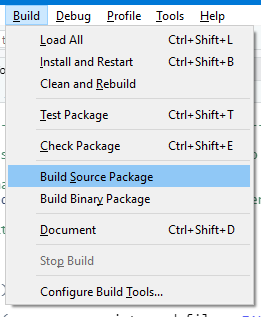 Build Debug Profile Tools Help
Load All Ctrl+Shift+L
Install and Restart Ctrl+Shift+B
Clean and Rebuild
Test Package Ctrl+Shift+T
Check Package Ctrl+Shift+E
Build Source Package
Build Binary Package
Document Ctrl+Shift+D
Stop Build
Configure Build Tools...